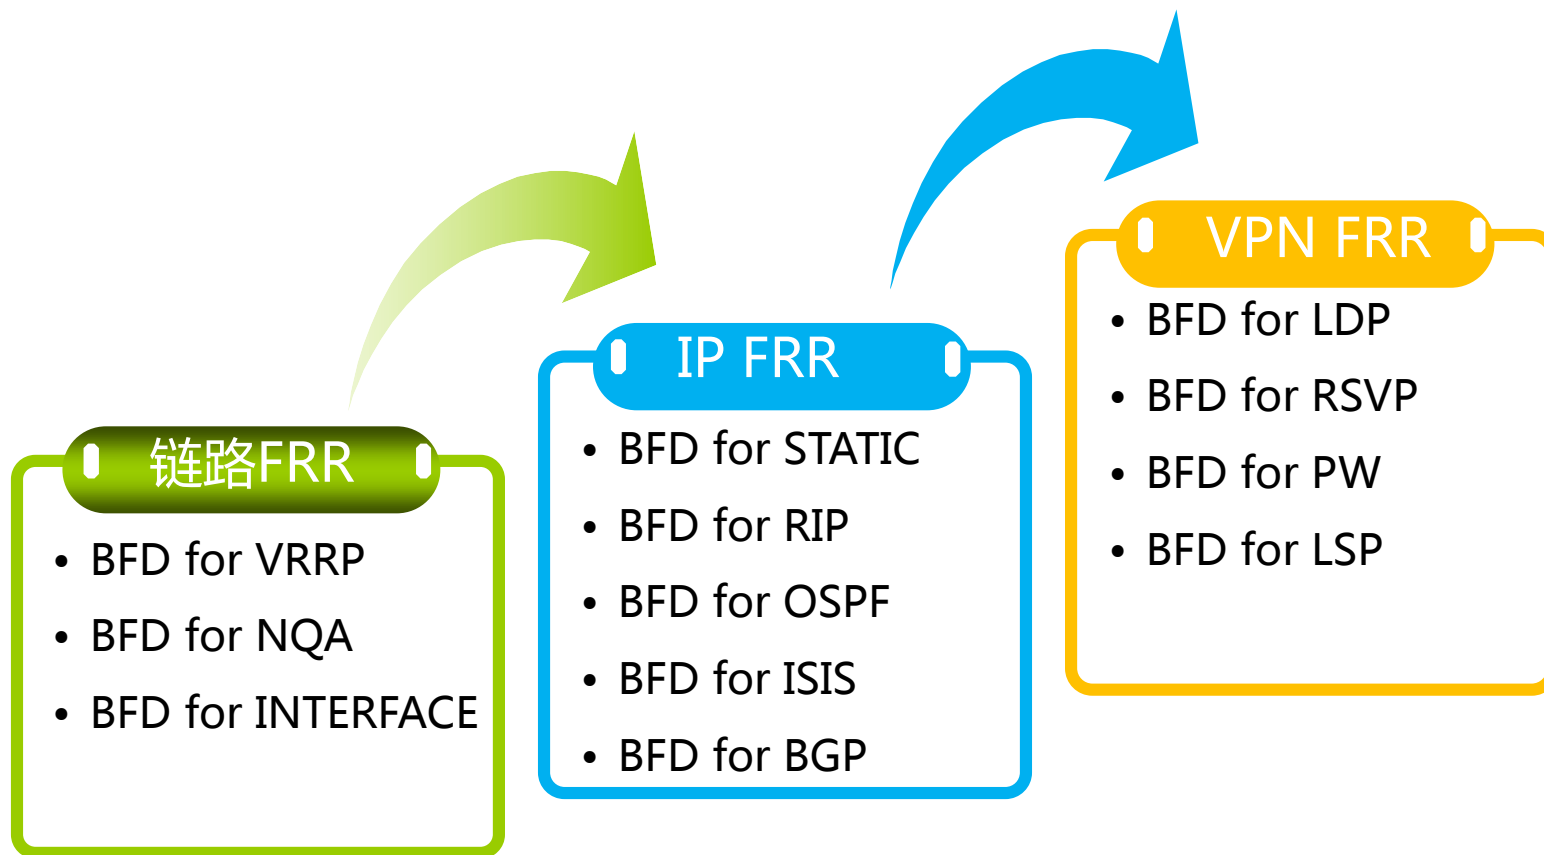 链路FRR
• BFD for VRRP
• BFD for NQA
• BFD for INTERFACE
IP FRR
• BFD for STATIC
• BFD for RIP
• BFD for OSPF
• BFD for ISIS
• BFD for BGP
VPN FRR
• BFD for LDP
• BFD for RSVP
• BFD for PW
• BFD for LSP